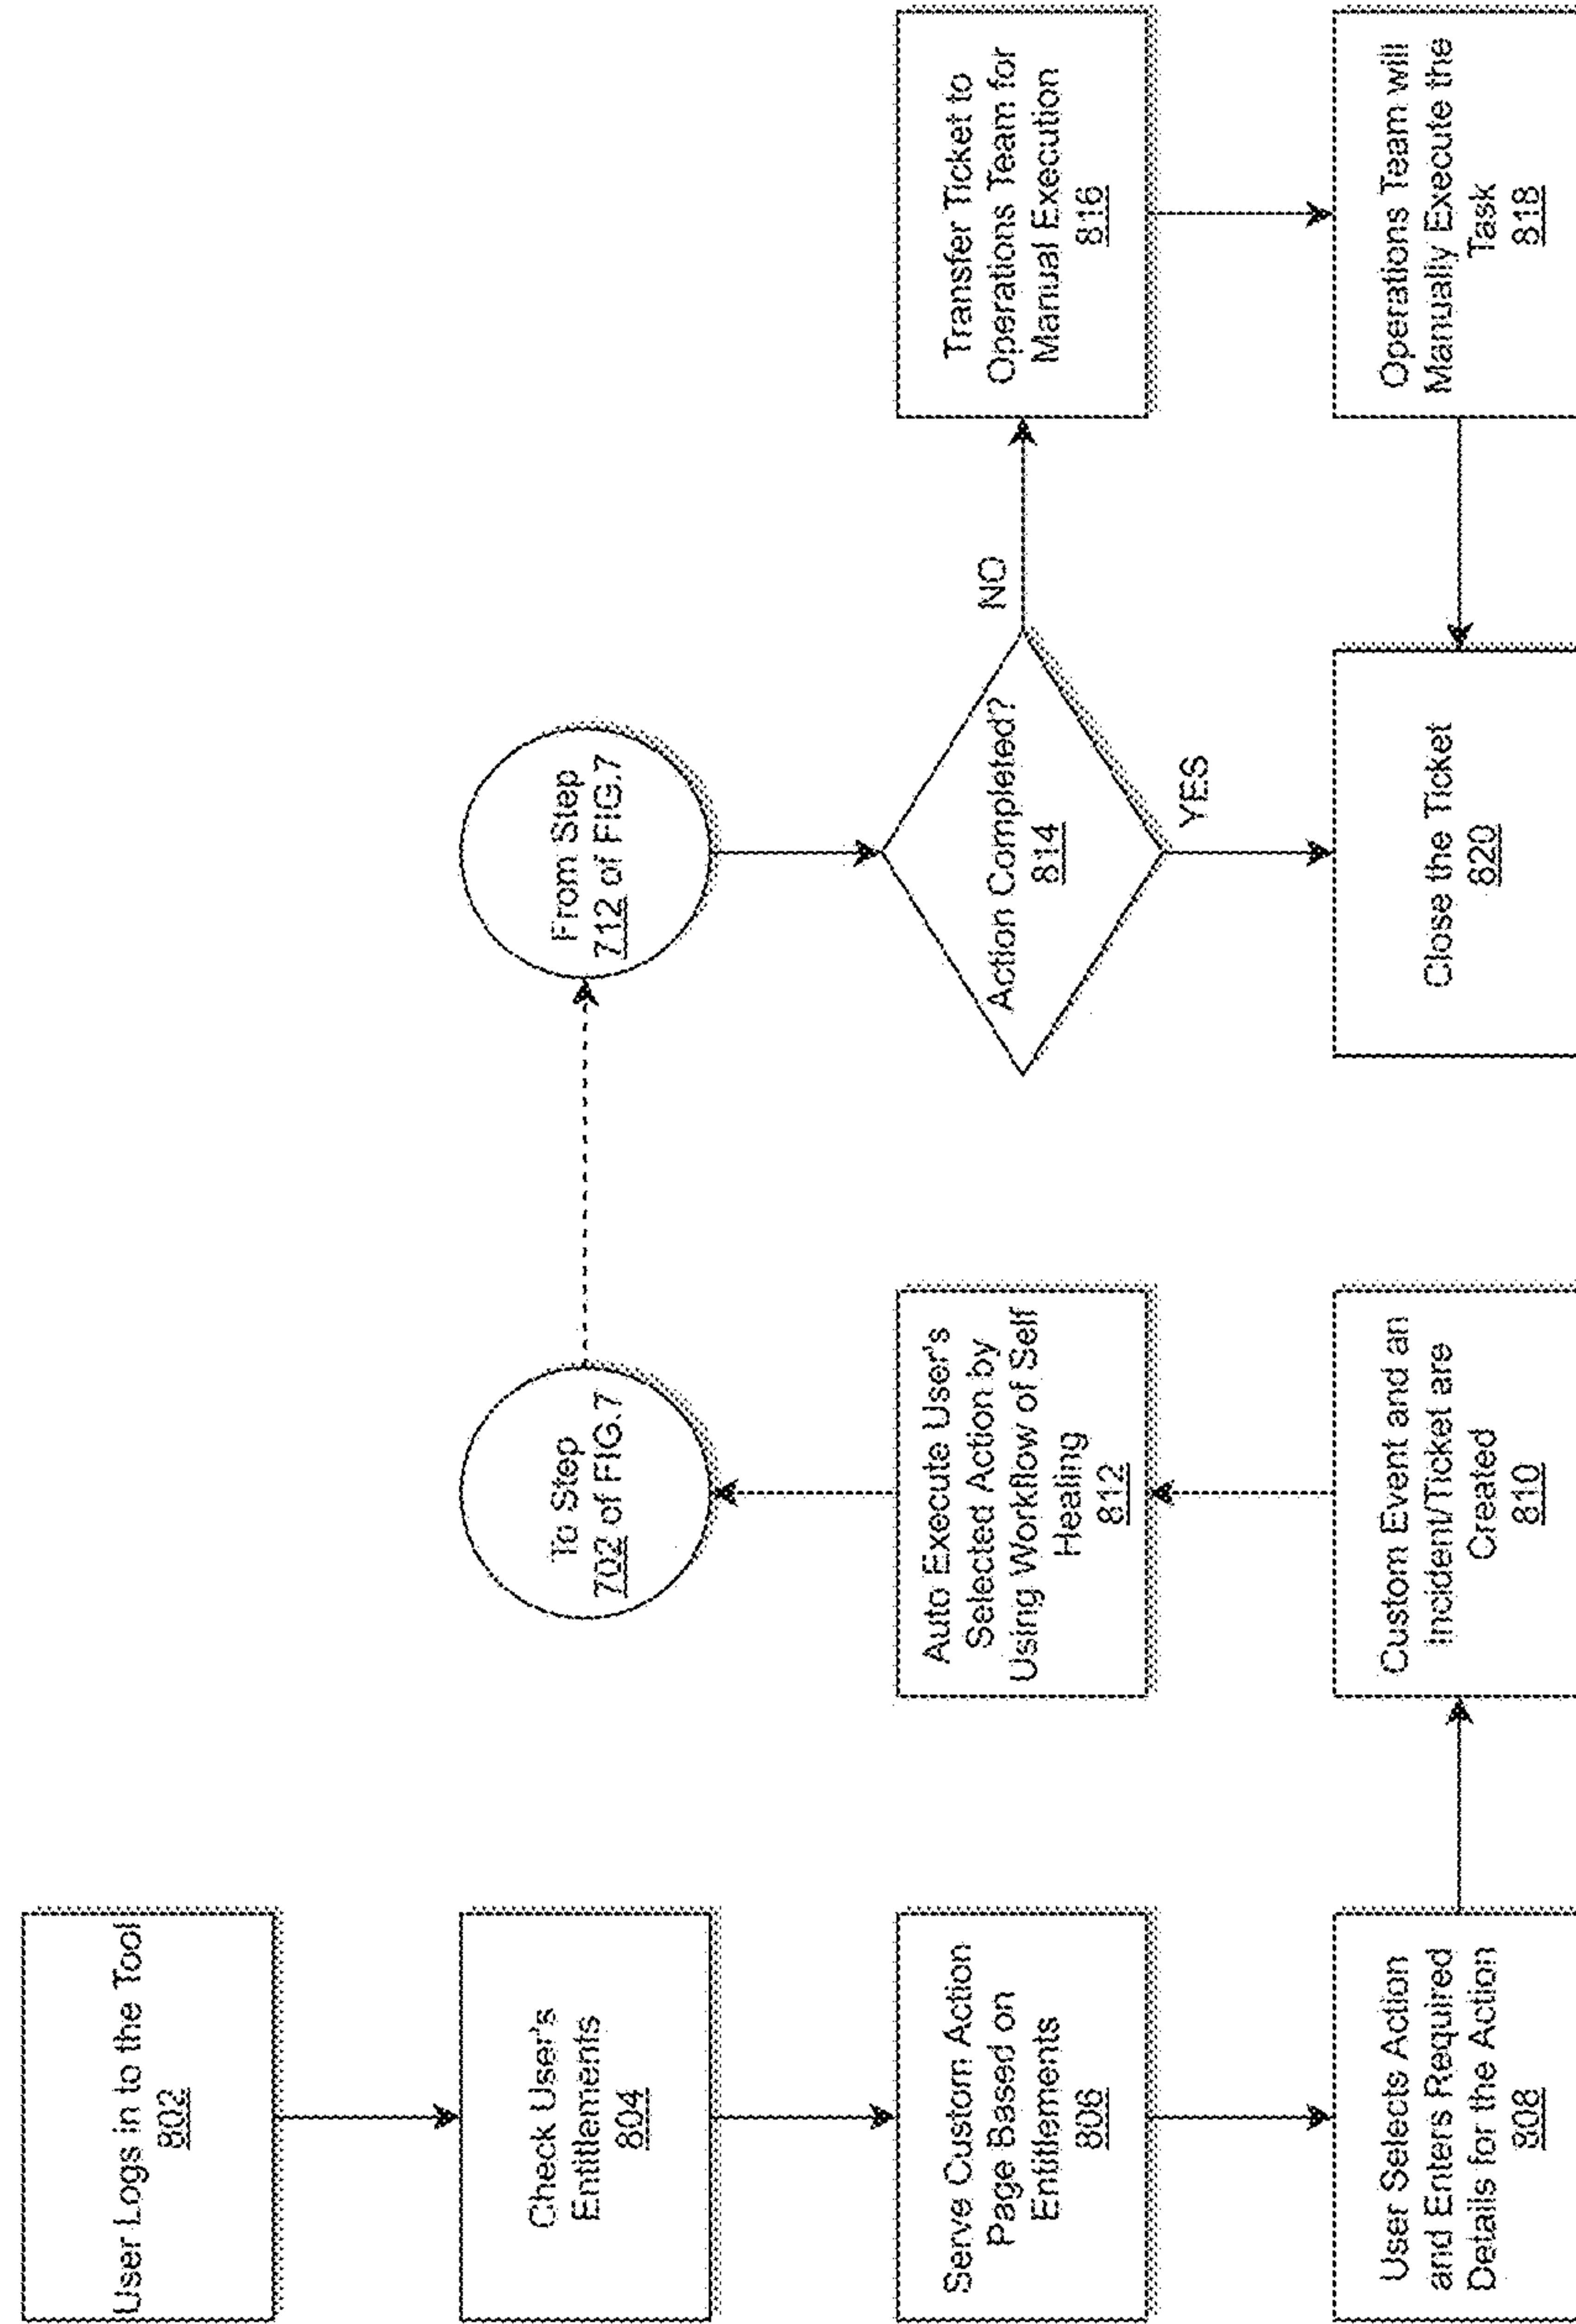 User Logs in to the Tool
802
Check User's
Entitlements
804
Serve Custom Action
Page Based on
Entitlements
806
User Selects Action
and Enters Required
Details for the Action
808
Custom Event and an
Incident/Ticket are
Created
810
Auto Execute User's
Selected Action by
Using Workflow of Self
Healing
812
To Step
702 of FIG.7
From Step
712 of FIG.7
Action Completed?
814
NO
YES
Transfer Ticket to
Operations Team for
Manual Execution
816
Operations Team will
Manually Execute the
Task
818
Close the Ticket
820